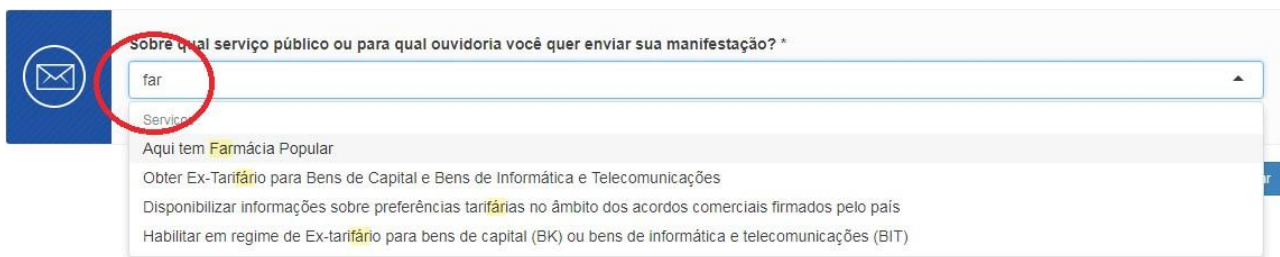 Sobre qual serviço público ou para qual ouvidoria você quer enviar sua manifestação? *
far
Serviços
Aqui tem Farmácia Popular
Obter Ex-Tarifário para Bens de Capital e Bens de Informática e Telecomunicações
Disponibilizar informações sobre preferências tarifárias no âmbito dos acordos comerciais firmados pelo país
Habilitar em regime de Ex-tarifário para bens de capital (BK) ou bens de informática e telecomunicações (BIT)